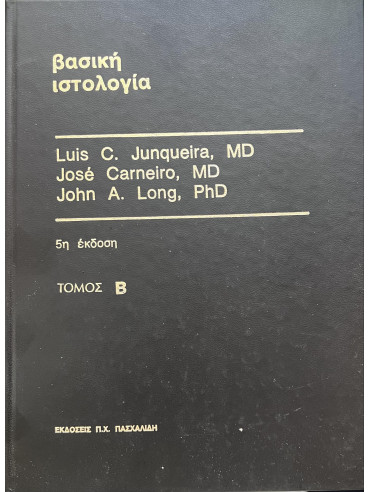 βασική
ιστολογία
Luis C. Junqueira, MD
José Carneiro, MD
John A. Long, PhD
5η έκδοση
ΤΟΜΟΣ Β
ΕΚΔΟΣΕΙΣ Π.Χ. ΠΑΣΧΑΛΙΔΗ